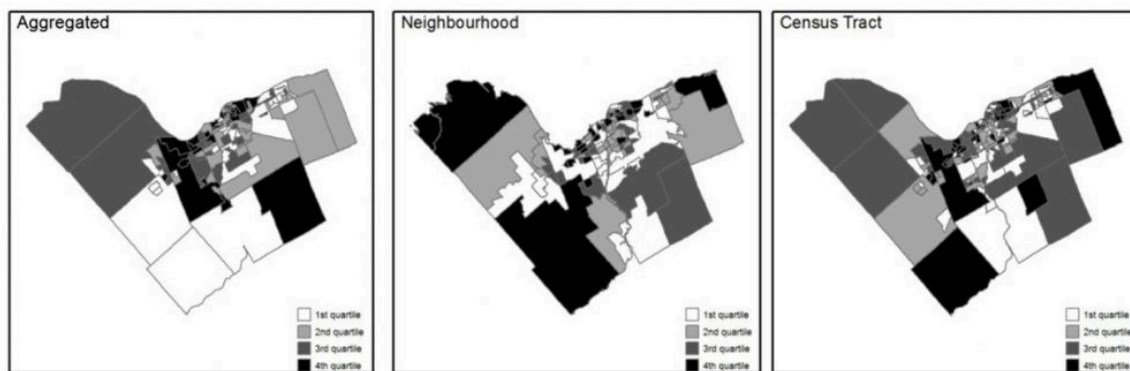 Aggregated
1st quartile
2nd quartile
3rd quartile
4th quartile
Neighbourhood
1st quartile
2nd quartile
3rd quartile
4th quartile
Census Tract
1st quartile
2nd quartile
3rd quartile
4th quartile